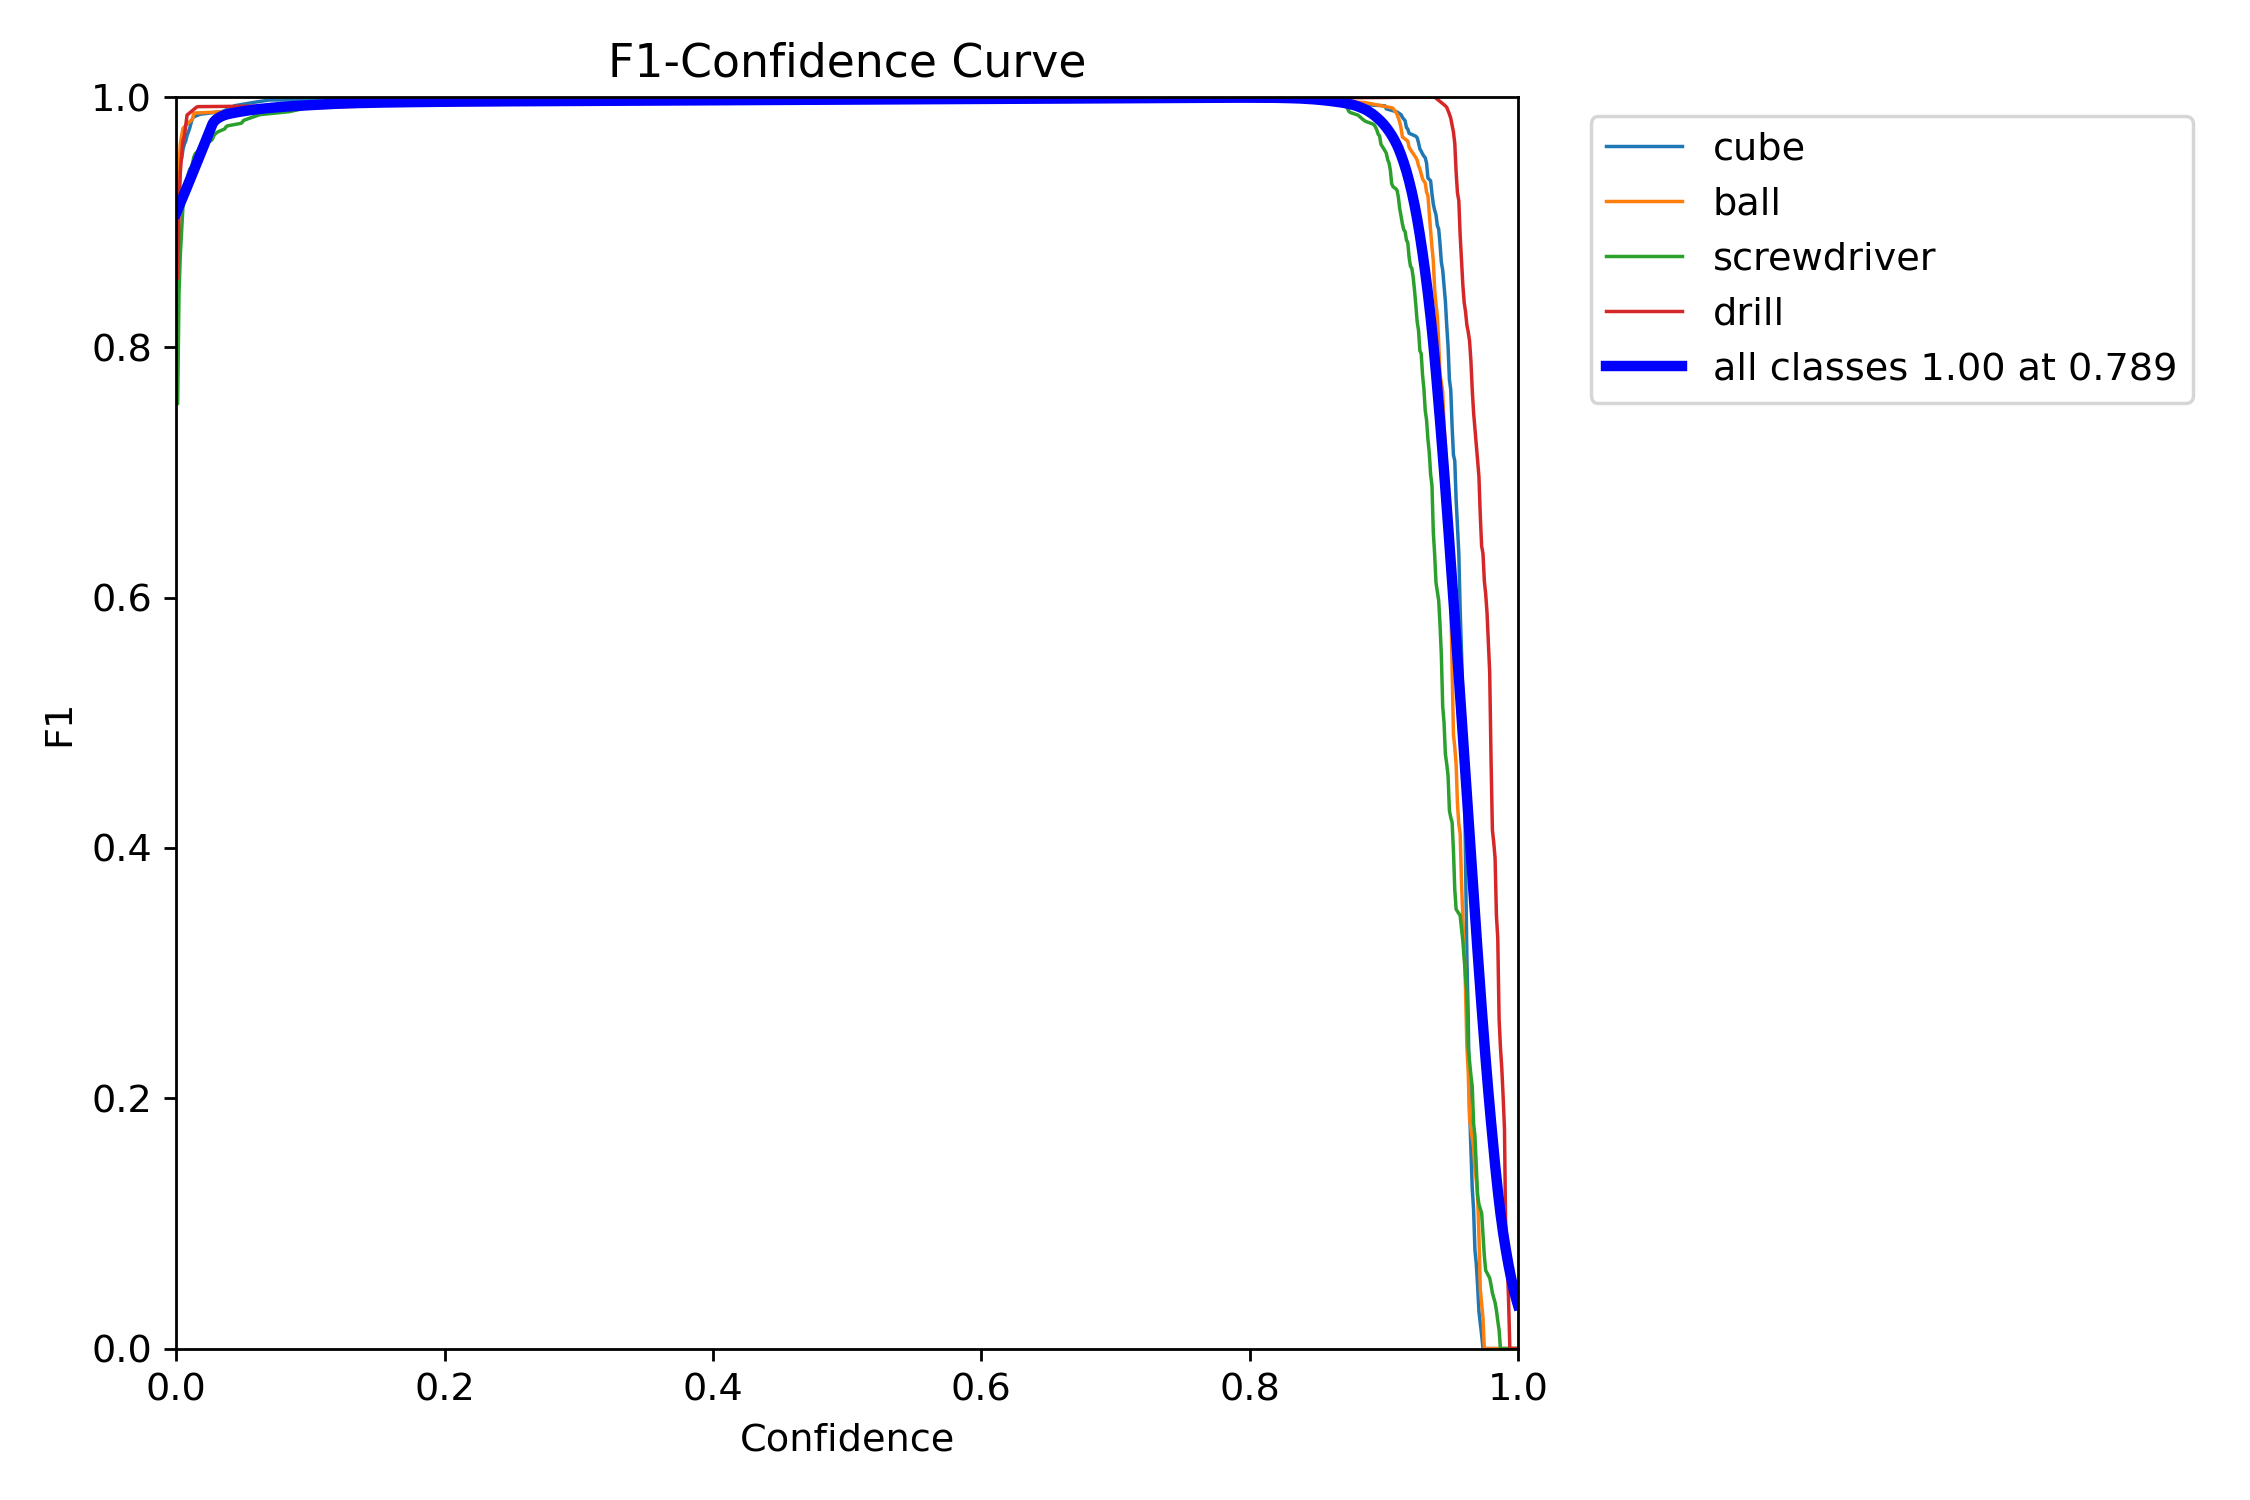 F1-Confidence Curve
1.0
0.8
0.6
0.4
0.2
0.0
F1
0.0 0.2 0.4 0.6 0.8 1.0
Confidence
cube
ball
screwdriver
drill
all classes 1.00 at 0.789